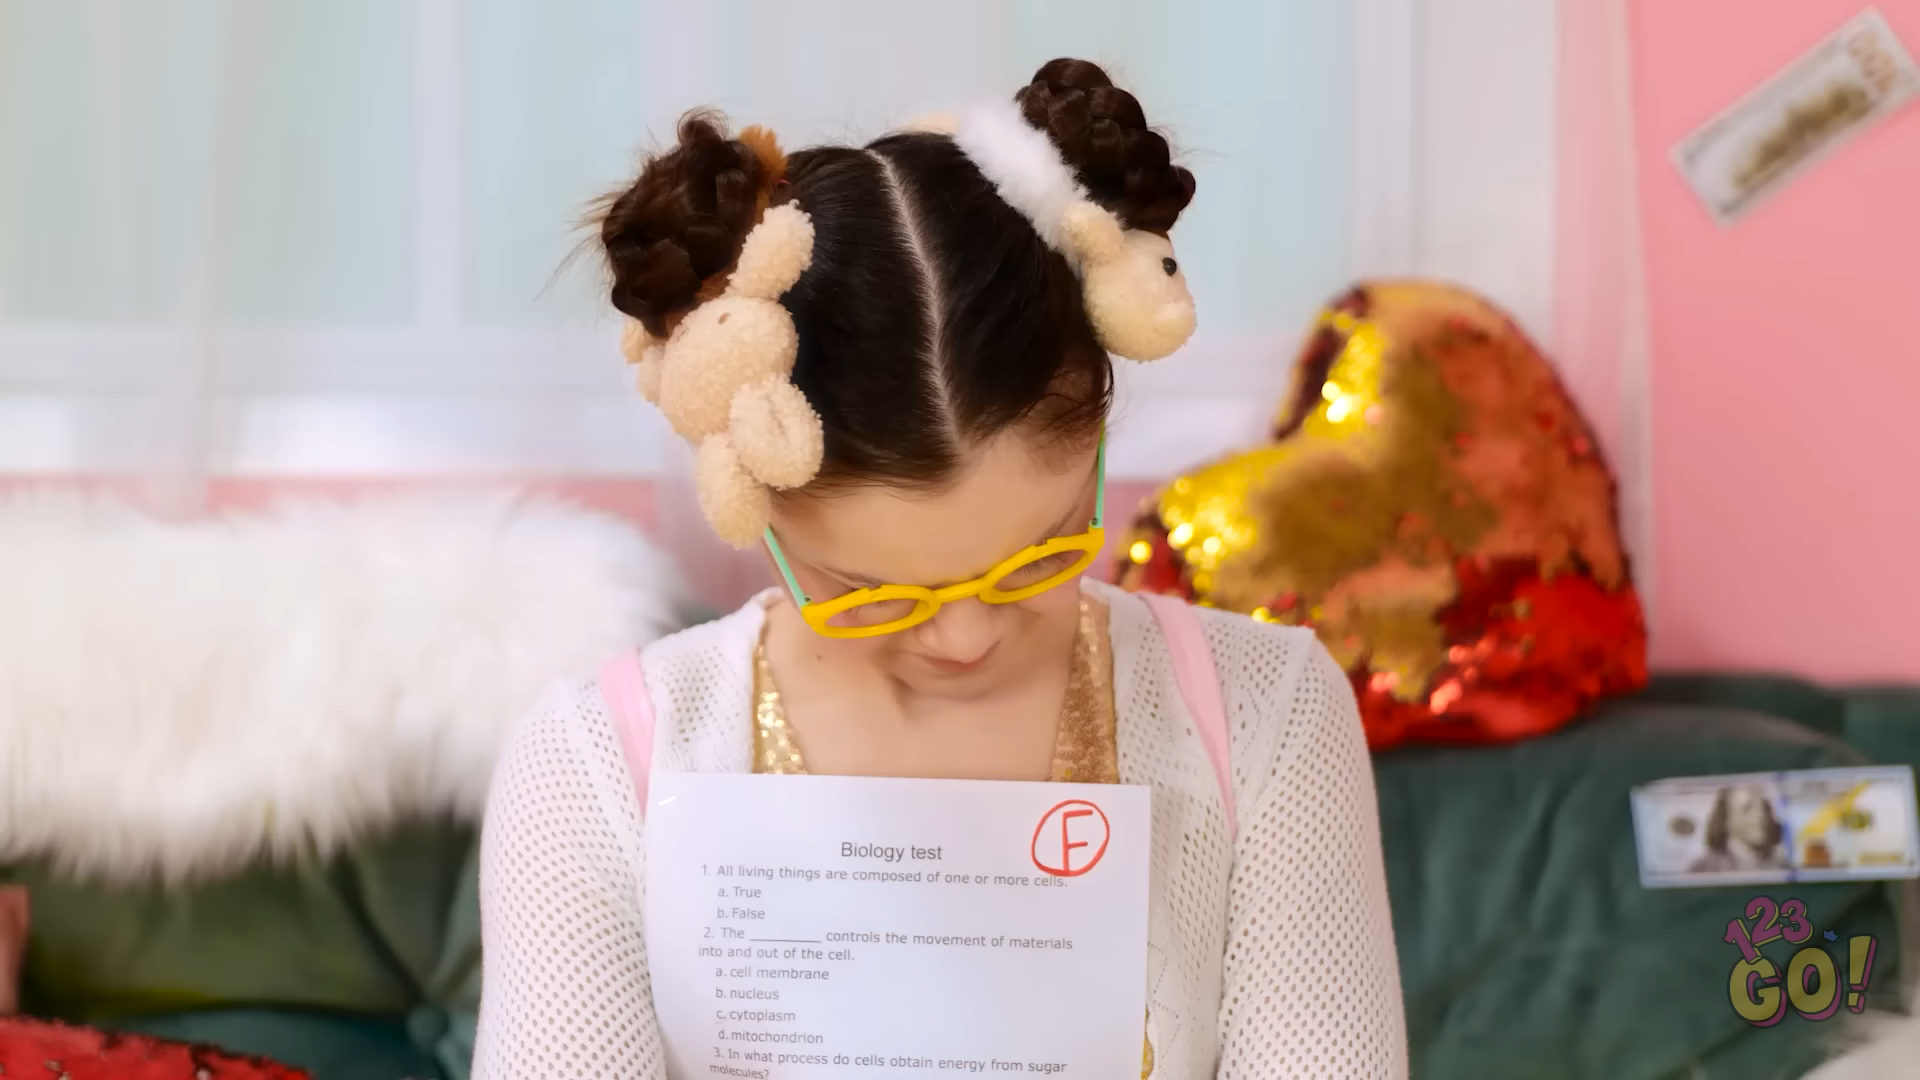 F
Biology test
1. All living things are composed of one or more cells.
a. True
b. False
2. The __________ controls the movement of materials
into and out of the cell.
a. cell membrane
b. nucleus
c. cytoplasm
d. mitochondrion
3. In what process do cells obtain energy from sugar
molecules?
123
GO!